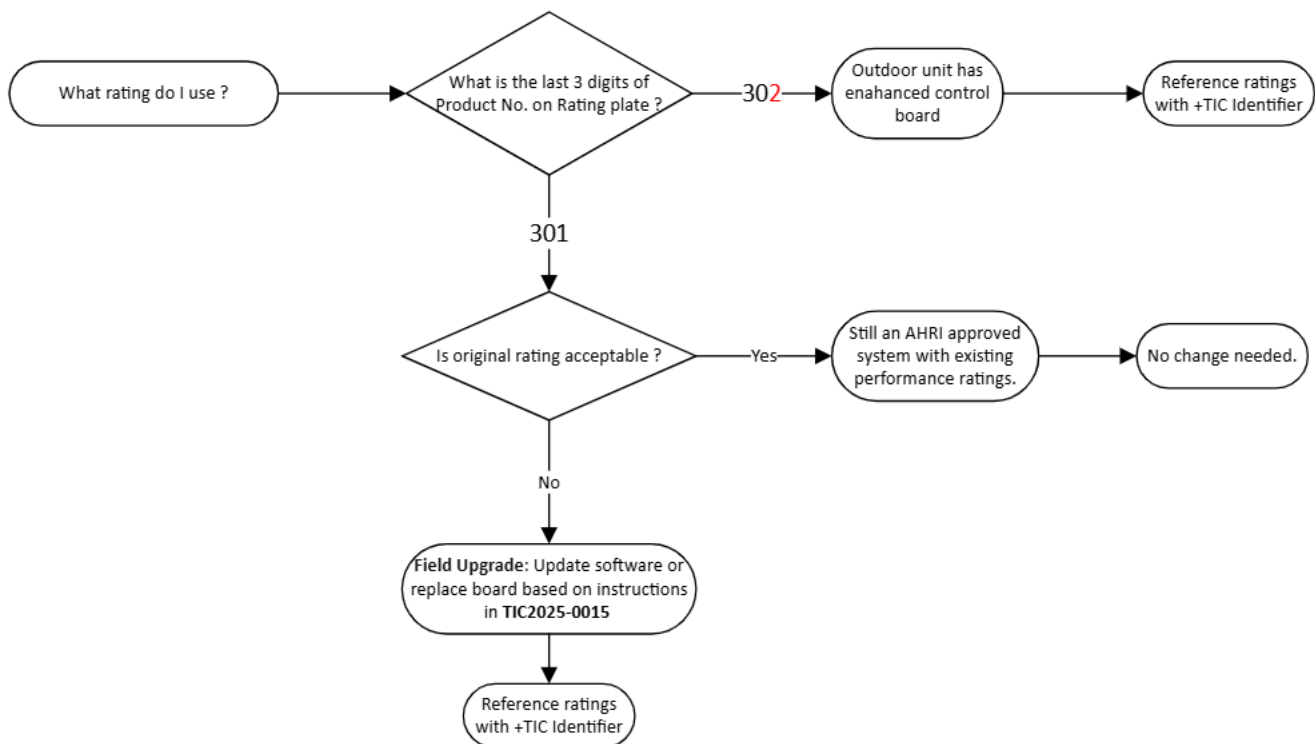 What rating do I use ?
What is the last 3 digits of
Product No. on Rating plate ?
302
Outdoor unit has
enahanced control
board
Reference ratings
with +TIC Identifier
301
Is original rating acceptable ?
Yes
Still an AHRI approved
system with existing
performance ratings.
No change needed.
No
Field Upgrade: Update software or
replace board based on instructions
in TIC2025-0015
Reference ratings
with +TIC Identifier